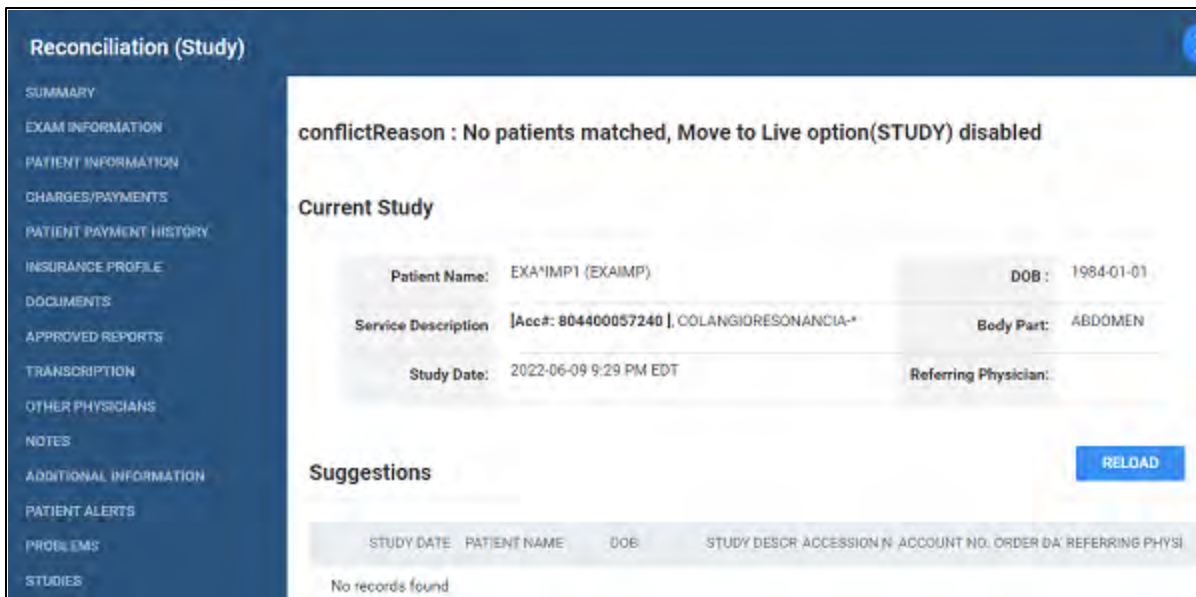 Reconciliation (Study)
SUMMARY
EXAM INFORMATION
PATIENT INFORMATION
CHARGES/PAYMENTS
PATIENT PAYMENT HISTORY
INSURANCE PROFILE
DOCUMENTS
APPROVED REPORTS
TRANSCRIPTION
OTHER PHYSICIANS
NOTES
ADDITIONAL INFORMATION
PATIENT ALERTS
PROBLEMS
STUDIES
conflictReason : No patients matched, Move to Live option(STUDY) disabled
Current Study
Patient Name: EXA^IMP1 (EXAIMP) DOB : 1984-01-01
Service Description [Acc#: 804400057240 ], COLANGIORESONANCIA-* Body Part: ABDOMEN
Study Date: 2022-06-09 9:29 PM EDT Referring Physician:
Suggestions RELOAD
STUDY DATE PATIENT NAME DOB STUDY DESCR ACCESSION N ACCOUNT NO. ORDER DA REFERRING PHYSI
No records found